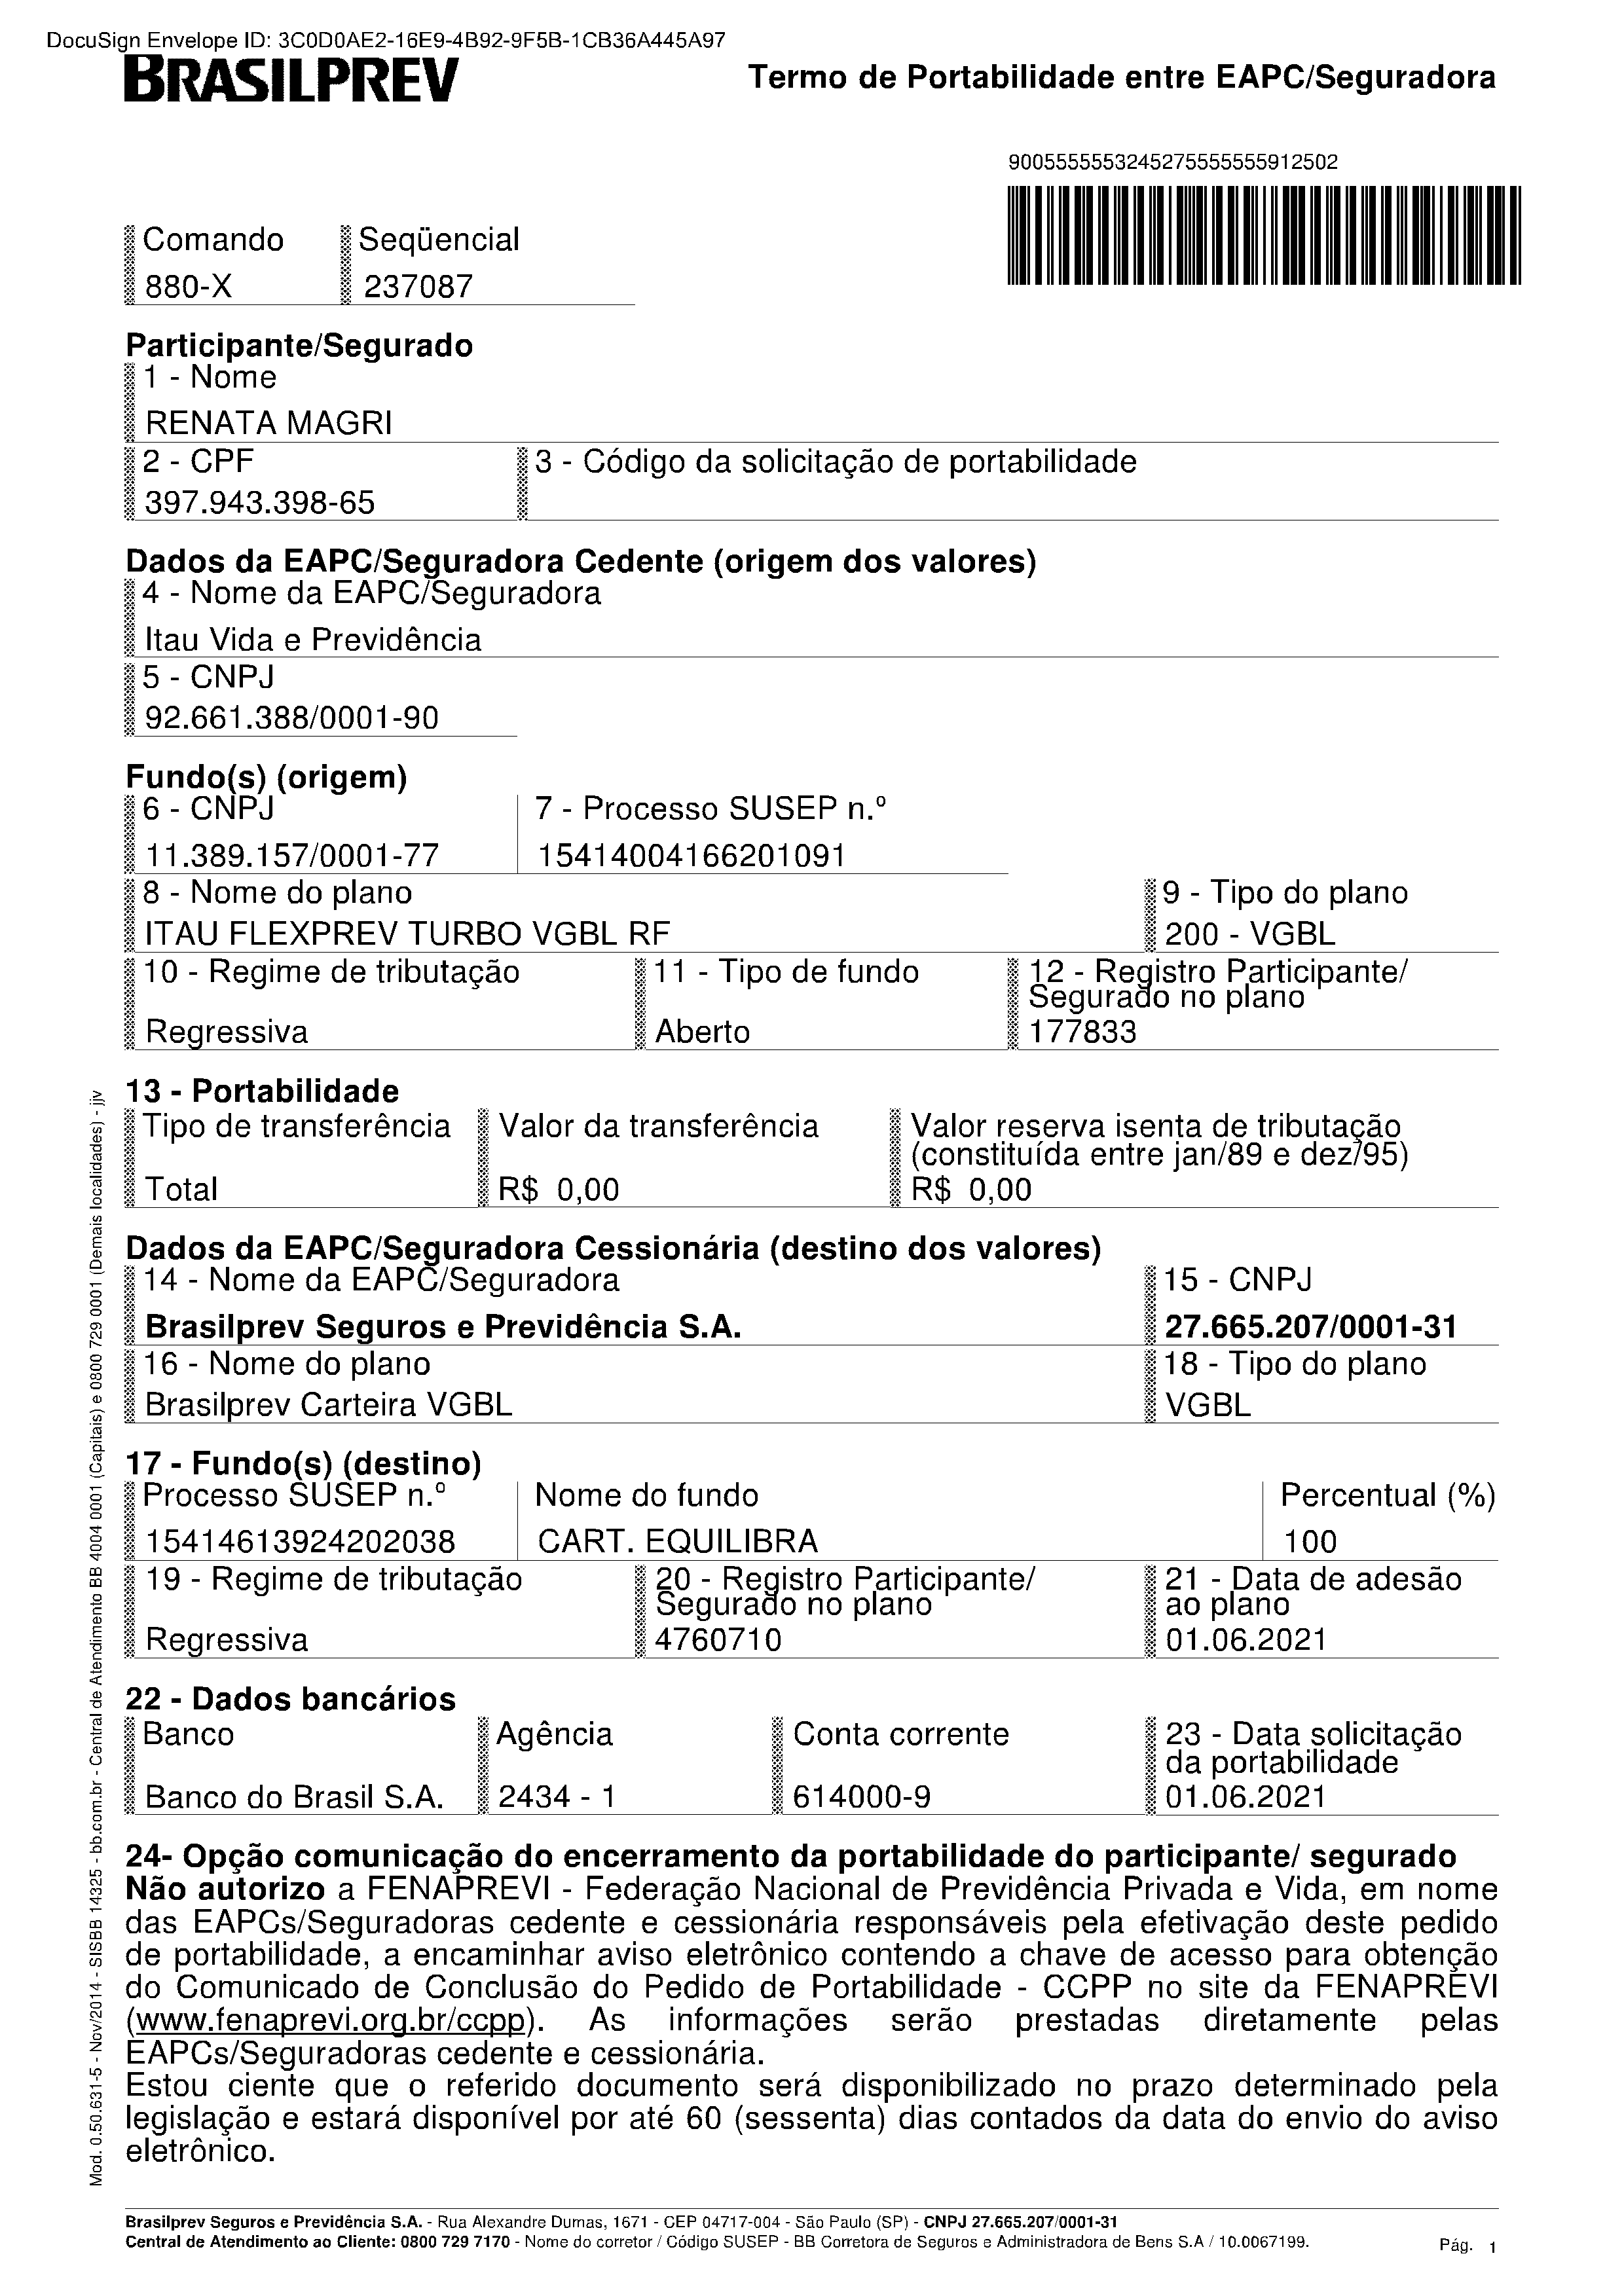 DocuSign Envelope ID: 3C0D0AE2-16E9-4B92-9F5B-1CB36A445A97
BRASILPREV
Termo de Portabilidade entre EAPC/Seguradora
9005555553245275555555912502
Comando Seqüencial
880-X 237087
Participante/Segurado
1 - Nome
RENATA MAGRI
2 - CPF 3 - Código da solicitação de portabilidade
397.943.398-65
Dados da EAPC/Seguradora Cedente (origem dos valores)
4 - Nome da EAPC/Seguradora
Itau Vida e Previdência
5 - CNPJ
92.661.388/0001-90
Fundo(s) (origem)
6 - CNPJ 7 - Processo SUSEP n.º
11.389.157/0001-77 15414004166201091
8 - Nome do plano 9 - Tipo do plano
ITAU FLEXPREV TURBO VGBL RF 200 - VGBL
10 - Regime de tributação 11 - Tipo de fundo 12 - Registro Participante/
Segurado no plano
Regressiva Aberto 177833
13 - Portabilidade
Tipo de transferência Valor da transferência Valor reserva isenta de tributação
(constituída entre jan/89 e dez/95)
Total R$ 0,00 R$ 0,00
Dados da EAPC/Seguradora Cessionária (destino dos valores)
14 - Nome da EAPC/Seguradora 15 - CNPJ
Brasilprev Seguros e Previdência S.A. 27.665.207/0001-31
16 - Nome do plano 18 - Tipo do plano
Brasilprev Carteira VGBL VGBL
17 - Fundo(s) (destino)
Processo SUSEP n.º Nome do fundo Percentual (%)
15414613924202038 CART. EQUILIBRA 100
19 - Regime de tributação 20 - Registro Participante/ 21 - Data de adesão
Segurado no plano ao plano
Regressiva 4760710 01.06.2021
22 - Dados bancários
Banco Agência Conta corrente 23 - Data solicitação
da portabilidade
Banco do Brasil S.A. 2434 - 1 614000-9 01.06.2021
24- Opção comunicação do encerramento da portabilidade do participante/ segurado
Não autorizo a FENAPREVI - Federação Nacional de Previdência Privada e Vida, em nome
das EAPCs/Seguradoras cedente e cessionária responsáveis pela efetivação deste pedido
de portabilidade, a encaminhar aviso eletrônico contendo a chave de acesso para obtenção
do Comunicado de Conclusão do Pedido de Portabilidade - CCPP no site da FENAPREVI
(www.fenaprevi.org.br/ccpp). As informações serão prestadas diretamente pelas
EAPCs/Seguradoras cedente e cessionária.
Estou ciente que o referido documento será disponibilizado no prazo determinado pela
legislação e estará disponível por até 60 (sessenta) dias contados da data do envio do aviso
eletrônico.
Mod. 0.50.631-5 - Nov/2014 - SISBB 14325 - bb.com.br - Central de Atendimento BB 4004 0001 (Capitais) e 0800 729 0001 (Demais localidades) - jjv
Brasilprev Seguros e Previdência S.A. - Rua Alexandre Dumas, 1671 - CEP 04717-004 - São Paulo (SP) - CNPJ 27.665.207/0001-31
Central de Atendimento ao Cliente: 0800 729 7170 - Nome do corretor / Código SUSEP - BB Corretora de Seguros e Administradora de Bens S.A / 10.0067199.
Pág. 1